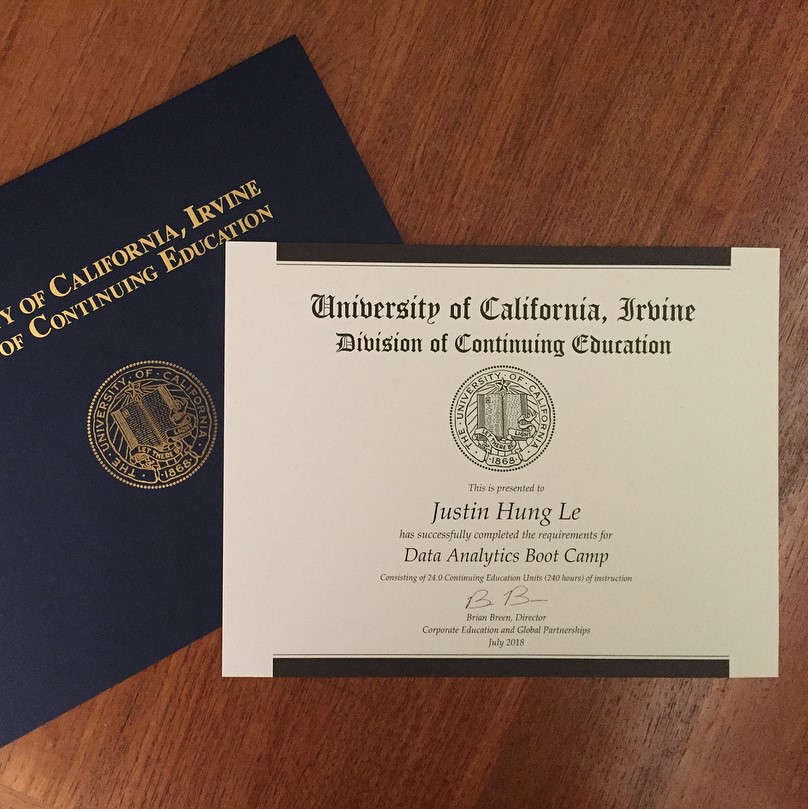 Y OF CALIFORNIA, IRVINE
OF CONTINUING EDUCATION
THE · UNIVERSITY · OF · CALIFORNIA
LET THERE BE
·1868·
University of California, Irvine
Division of Continuing Education
THE · UNIVERSITY · OF · CALIFORNIA
LET THERE BE LIGHT
·1868·
This is presented to
Justin Hung Le
has successfully completed the requirements for
Data Analytics Boot Camp
Consisting of 24.0 Continuing Education Units (240 hours) of instruction
Brian Breen, Director
Corporate Education and Global Partnerships
July 2018